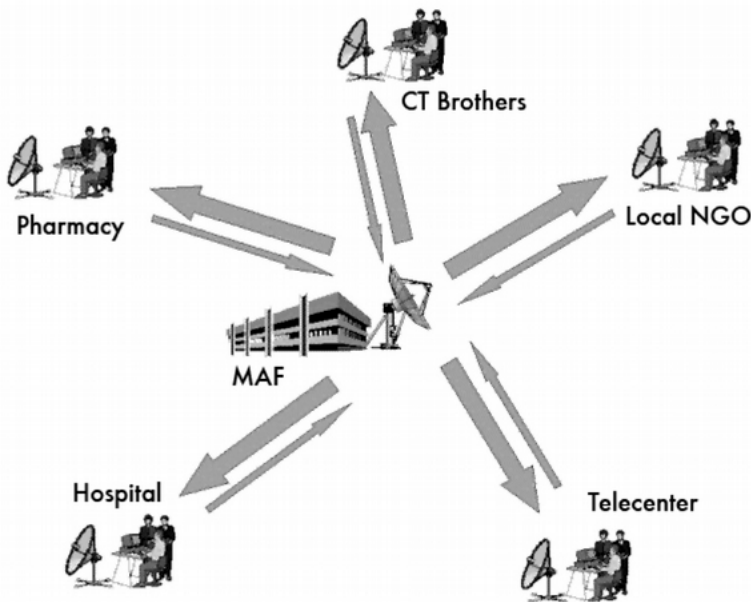 CT Brothers
Pharmacy
Local NGO
MAF
Hospital
Telecenter